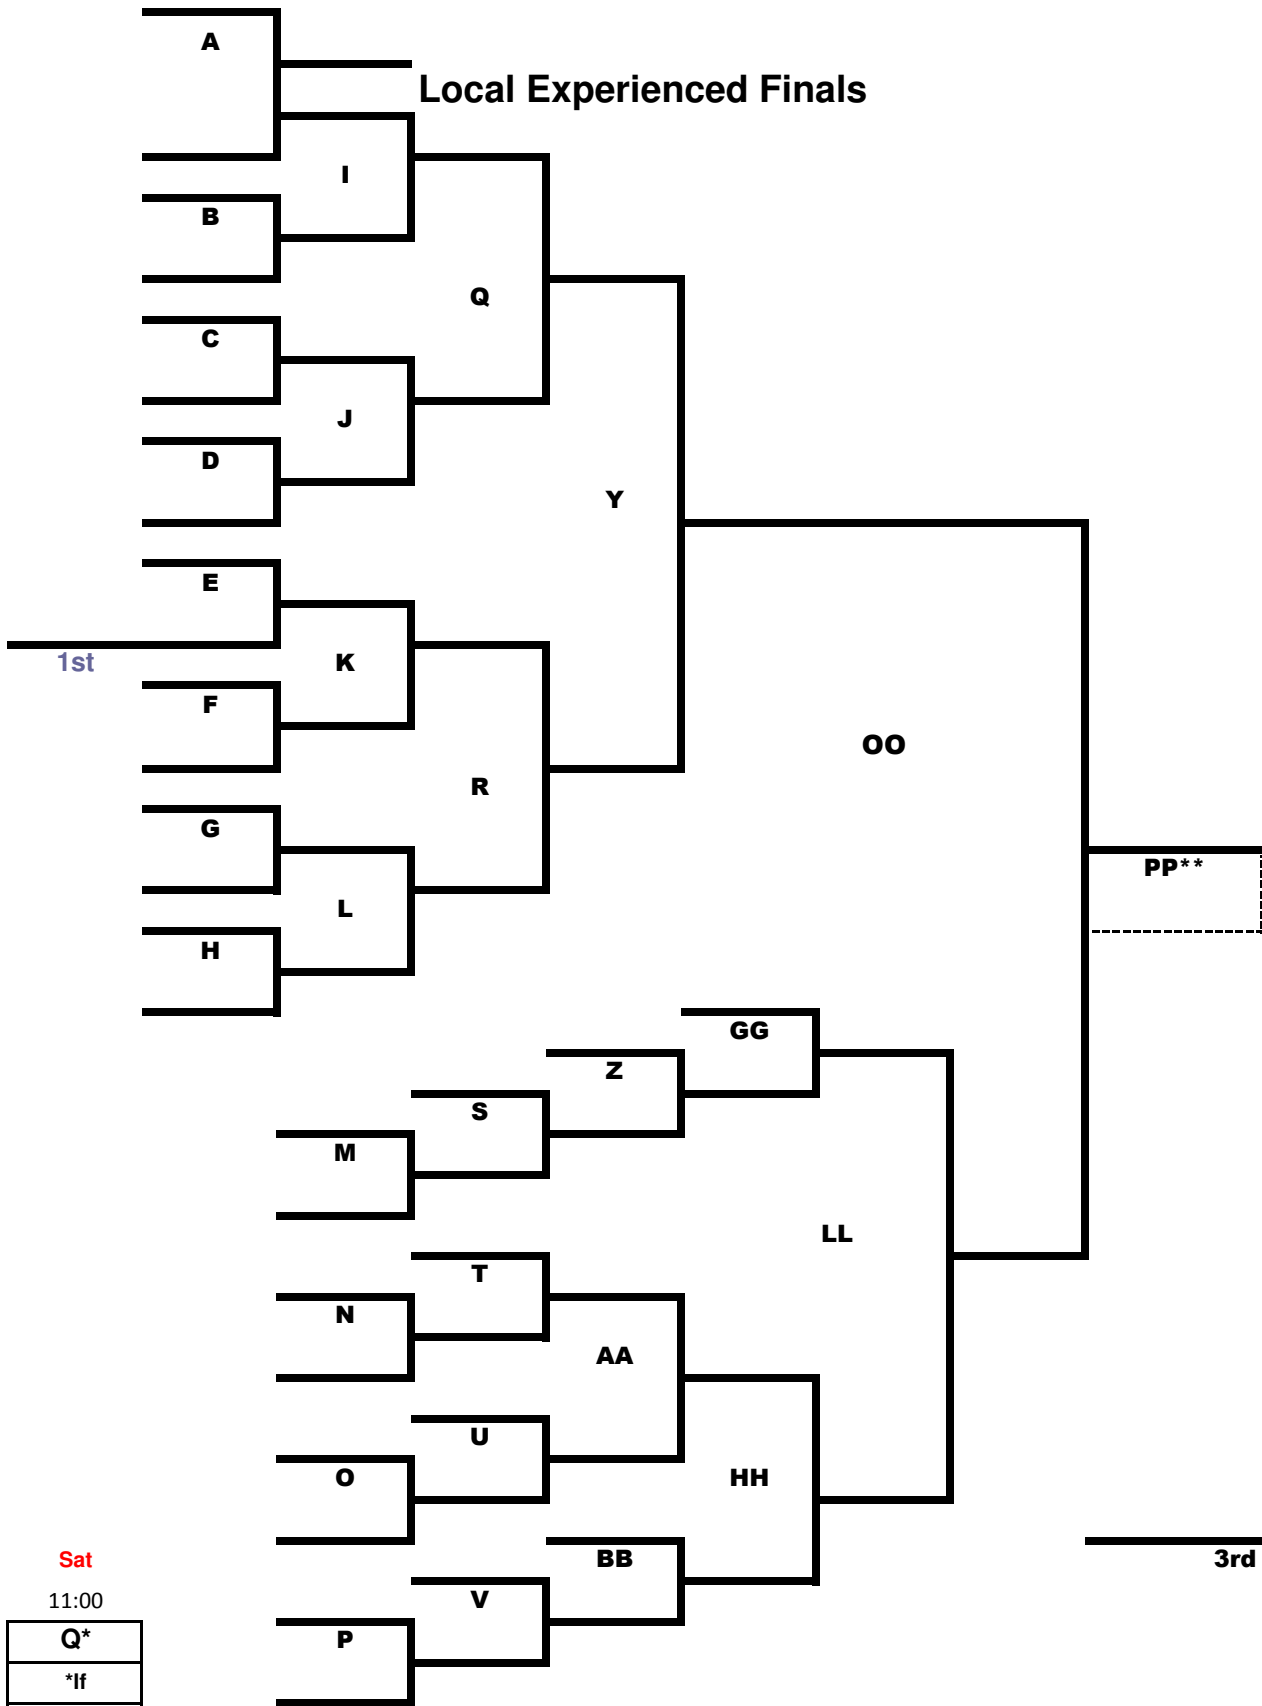 A
Local Experienced Finals
I
B
Q
C
J
D
Y
E
1st
K
F
OO
R
G
PP**
L
H
GG
Z
S
M
LL
T
N
AA
U
O
HH
Sat
BB
3rd
11:00
V
Q*
P
*If